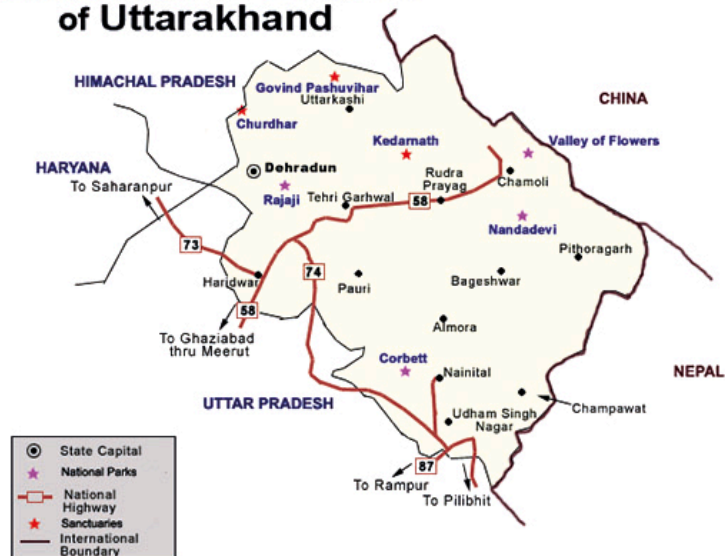 of Uttarakhand
HIMACHAL PRADESH
Govind Pashuvihar
Uttarkashi
CHINA
Churdhar
Kedarnath
Valley of Flowers
HARYANA
Dehradun
To Saharanpur
Rajaji
Tehri Garhwal
Rudra
Prayag
58
Chamoli
Nandadevi
73
Pithoragarh
Haridwar
74
Pauri
Bageshwar
58
To Ghaziabad
thru Meerut
Almora
Corbett
Nainital
NEPAL
UTTAR PRADESH
Champawat
Udham Singh
Nagar
87
To Rampur
To Pilibhit
State Capital
National Parks
National
Highway
Sanctuaries
International
Boundary